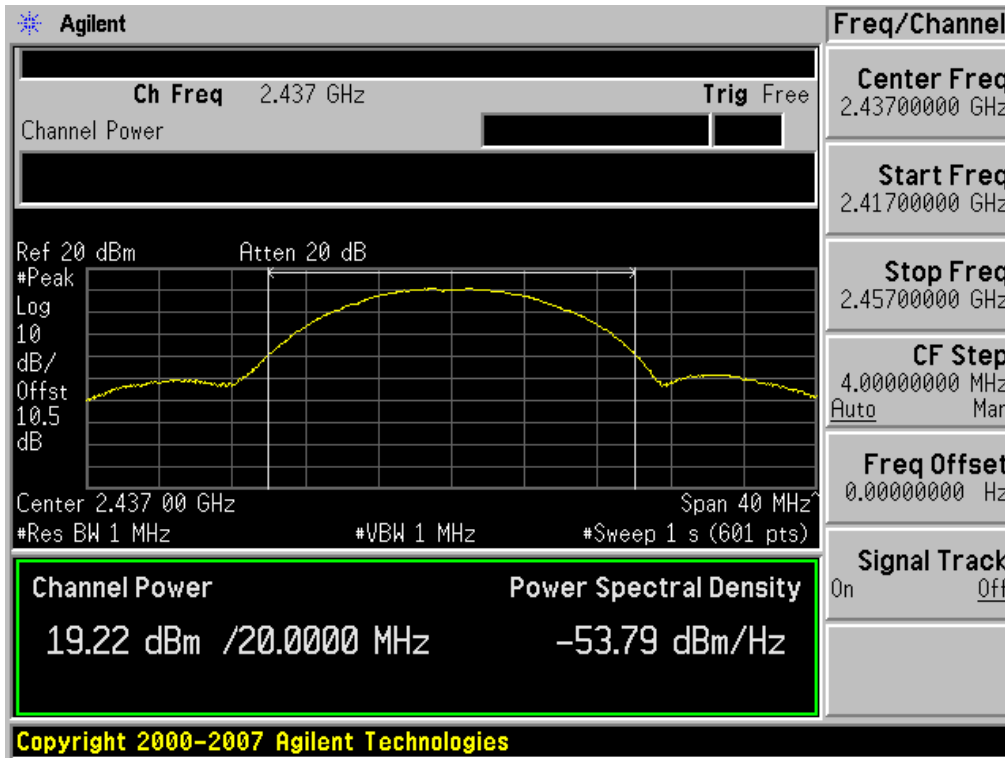 Agilent
Freq/Channel
Ch Freq 2.437 GHz Trig Free
Channel Power
Center Freq
2.43700000 GHz
Start Freq
2.41700000 GHz
Stop Freq
2.45700000 GHz
CF Step
4.00000000 MHz
Auto Man
Freq Offset
0.00000000 Hz
Signal Track
On Off
Ref 20 dBm Atten 20 dB
#Peak
Log
10
dB/
Offst
10.5
dB
Center 2.437 00 GHz Span 40 MHz^
#Res BW 1 MHz #VBW 1 MHz #Sweep 1 s (601 pts)
Channel Power Power Spectral Density
19.22 dBm /20.0000 MHz -53.79 dBm/Hz
Copyright 2000-2007 Agilent Technologies